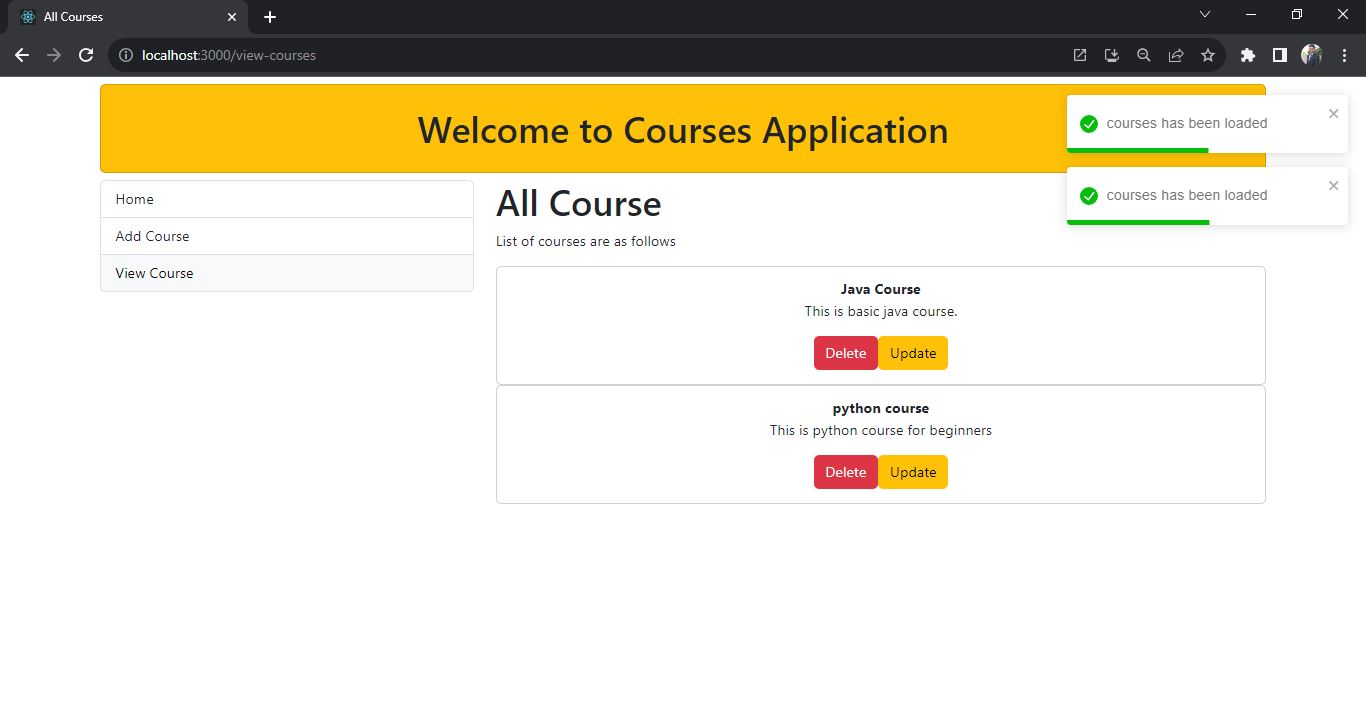 All Courses
localhost:3000/view-courses
Welcome to Courses Application
courses has been loaded
courses has been loaded
Home
Add Course
View Course
All Course
List of courses are as follows
Java Course
This is basic java course.
Delete Update
python course
This is python course for beginners
Delete Update